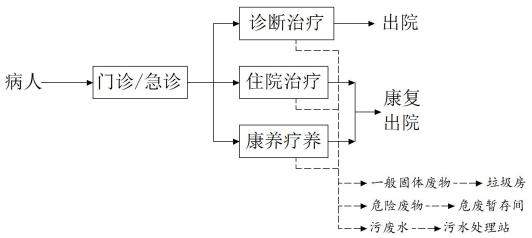 诊断治疗
出院
病人
门诊/急诊
住院治疗
康复
出院
康养疗养
一般固体废物
垃圾房
危险废物
危废暂存间
污废水
污水处理站